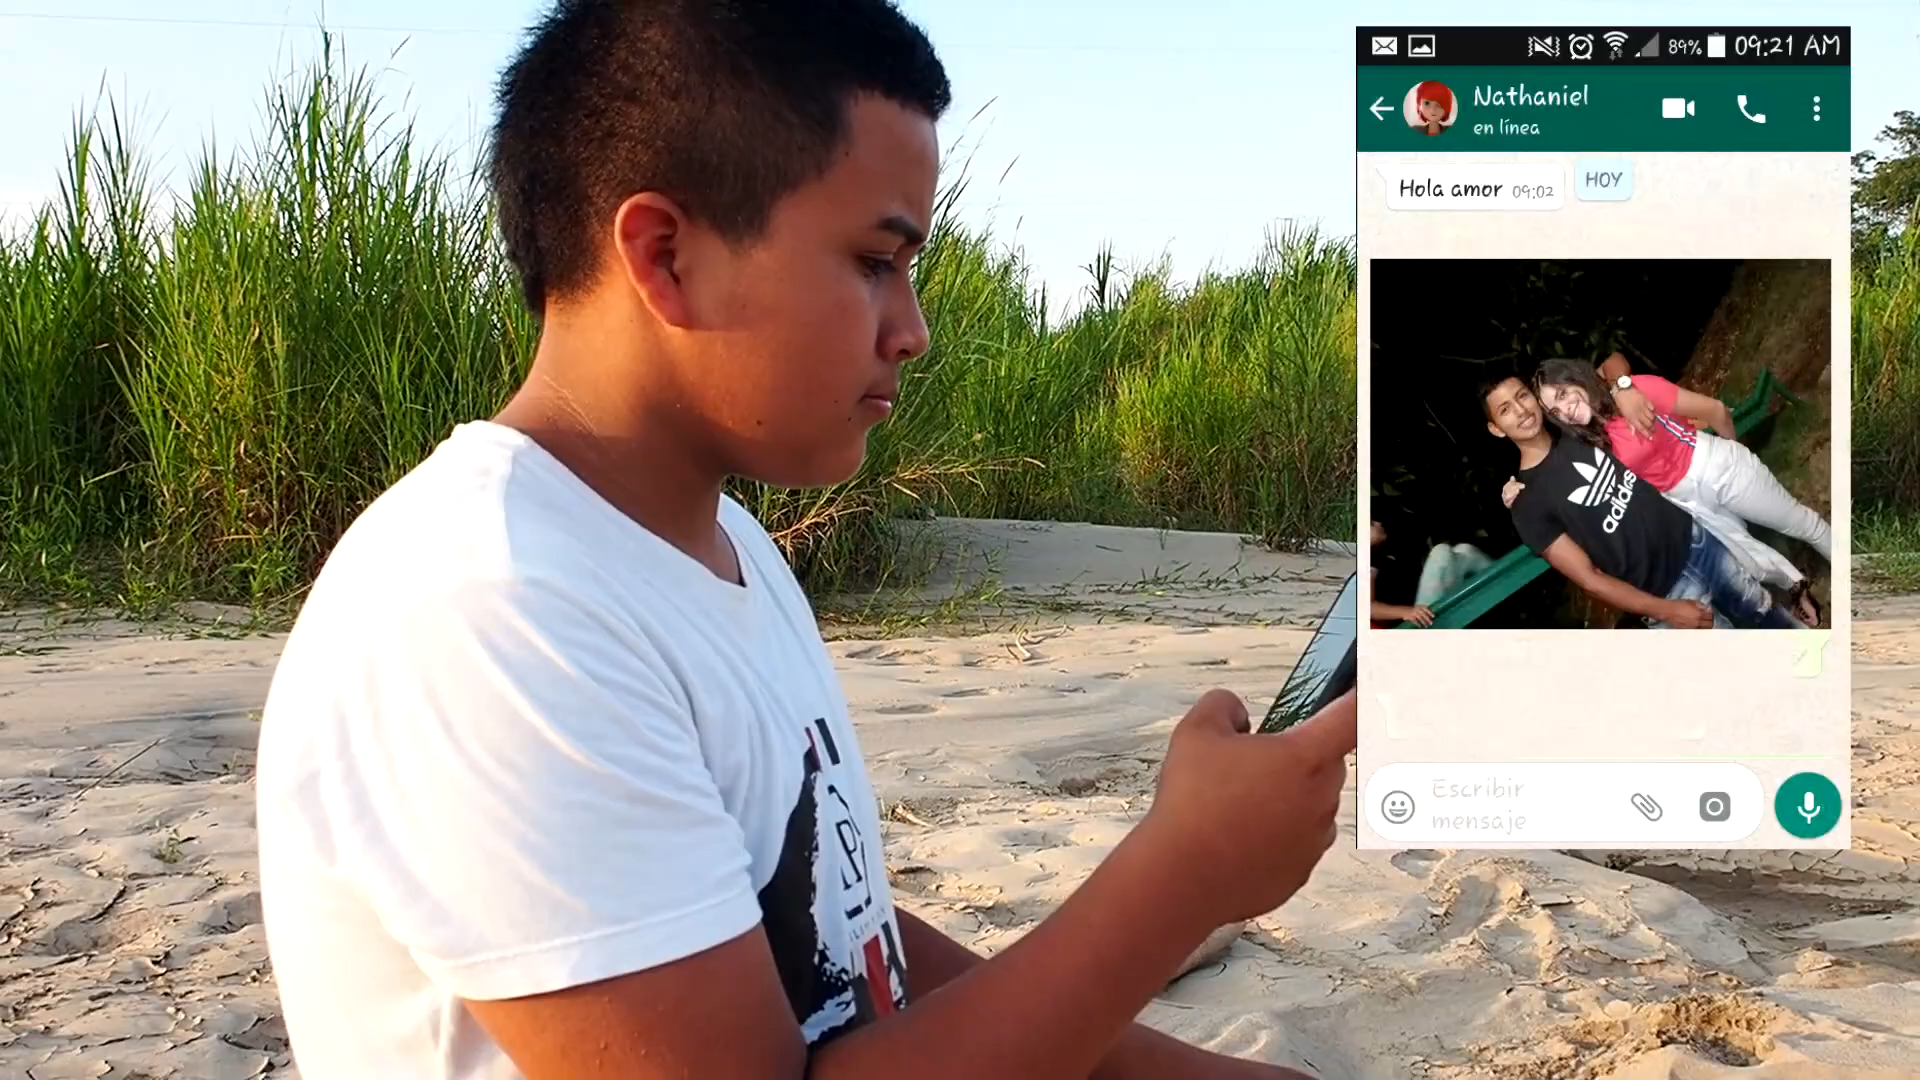 89% 09:21 AM
Nathaniel
en línea
HOY
Hola amor 09:02
adidas
Escribir
mensaje
P